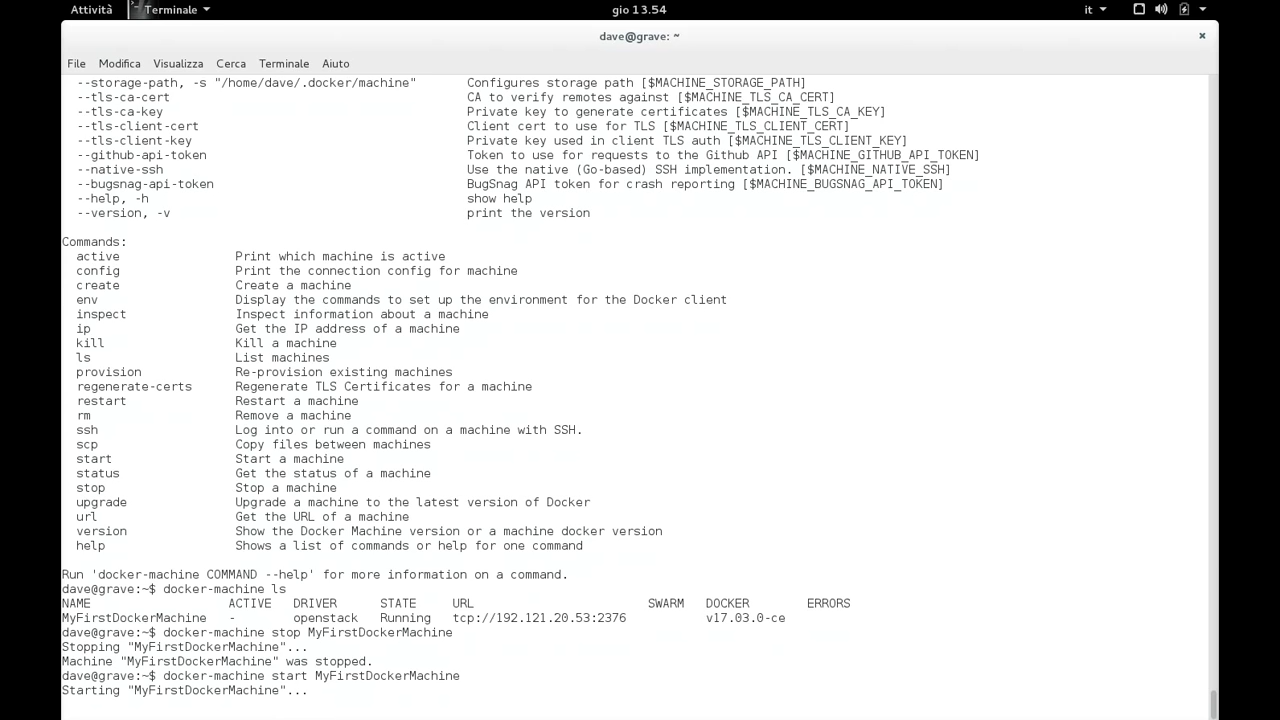 Attività Terminale gio 13.54 it
dave@grave: ~
File Modifica Visualizza Cerca Terminale Aiuto
--storage-path, -s "/home/dave/.docker/machine" Configures storage path [$MACHINE_STORAGE_PATH]
--tls-ca-cert CA to verify remotes against [$MACHINE_TLS_CA_CERT]
--tls-ca-key Private key to generate certificates [$MACHINE_TLS_CA_KEY]
--tls-client-cert Client cert to use for TLS [$MACHINE_TLS_CLIENT_CERT]
--tls-client-key Private key used in client TLS auth [$MACHINE_TLS_CLIENT_KEY]
--github-api-token Token to use for requests to the Github API [$MACHINE_GITHUB_API_TOKEN]
--native-ssh Use the native (Go-based) SSH implementation. [$MACHINE_NATIVE_SSH]
--bugsnag-api-token BugSnag API token for crash reporting [$MACHINE_BUGSNAG_API_TOKEN]
--help, -h show help
--version, -v print the version
Commands:
active Print which machine is active
config Print the connection config for machine
create Create a machine
env Display the commands to set up the environment for the Docker client
inspect Inspect information about a machine
ip Get the IP address of a machine
kill Kill a machine
ls List machines
provision Re-provision existing machines
regenerate-certs Regenerate TLS Certificates for a machine
restart Restart a machine
rm Remove a machine
ssh Log into or run a command on a machine with SSH.
scp Copy files between machines
start Start a machine
status Get the status of a machine
stop Stop a machine
upgrade Upgrade a machine to the latest version of Docker
url Get the URL of a machine
version Show the Docker Machine version or a machine docker version
help Shows a list of commands or help for one command
Run 'docker-machine COMMAND --help' for more information on a command.
dave@grave:~$ docker-machine ls
NAME ACTIVE DRIVER STATE URL SWARM DOCKER ERRORS
MyFirstDockerMachine - openstack Running tcp://192.121.20.53:2376 v17.03.0-ce
dave@grave:~$ docker-machine stop MyFirstDockerMachine
Stopping "MyFirstDockerMachine"...
Machine "MyFirstDockerMachine" was stopped.
dave@grave:~$ docker-machine start MyFirstDockerMachine
Starting "MyFirstDockerMachine"...